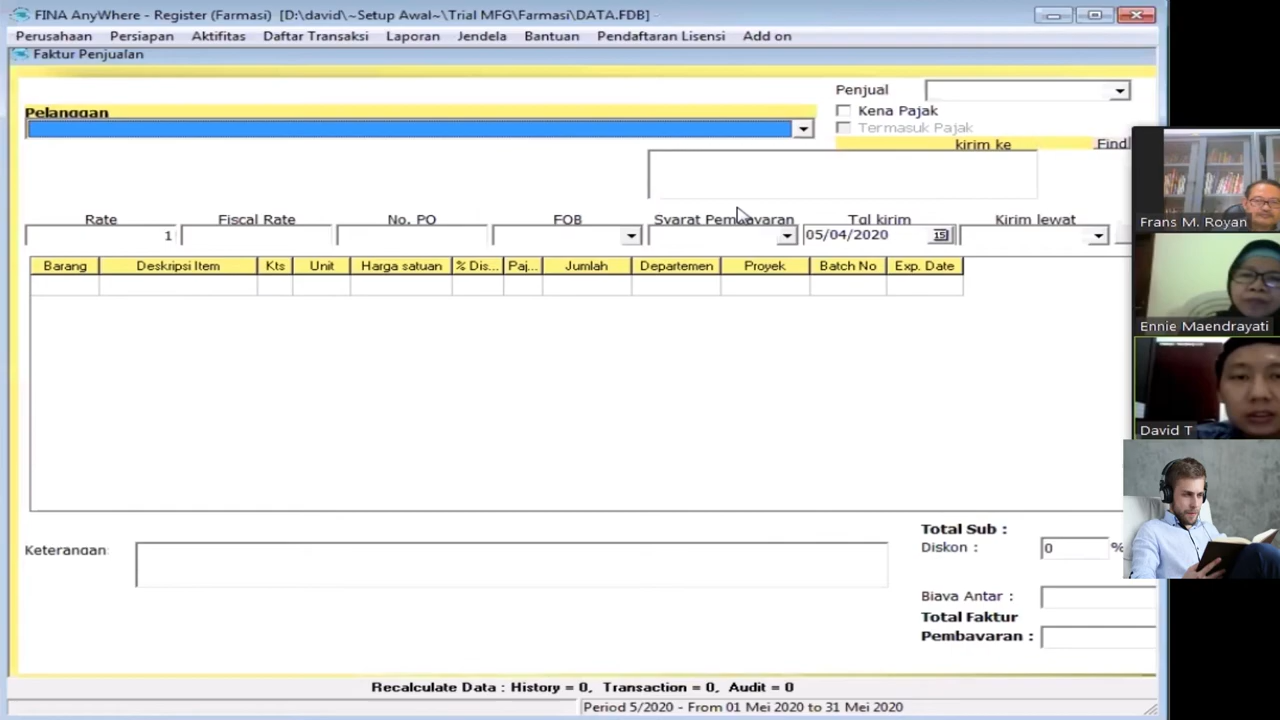 FINA AnyWhere - Register (Farmasi) [D:\david\~Setup Awal~\Trial MFG\Farmasi\DATA.FDB] -
Perusahaan Persiapan Aktifitas Daftar Transaksi Laporan Jendela Bantuan Pendaftaran Lisensi Add on
Faktur Penjualan
Penjual
Pelanggan
Kena Pajak
Termasuk Pajak
kirim ke Find
Rate Fiscal Rate No. PO FOB Syarat Pembayaran Tgl kirim Kirim lewat
1 05/04/2020 15
Barang Deskripsi Item Kts Unit Harga satuan % Dis... Paj... Jumlah Departemen Proyek Batch No Exp. Date
Total Sub :
Keterangan: Diskon : 0 %
Biaya Antar :
Total Faktur
Pembayaran :
Recalculate Data : History = 0, Transaction = 0, Audit = 0
Period 5/2020 - From 01 Mei 2020 to 31 Mei 2020
Frans M. Royan
Ennie Maendrayati
David T